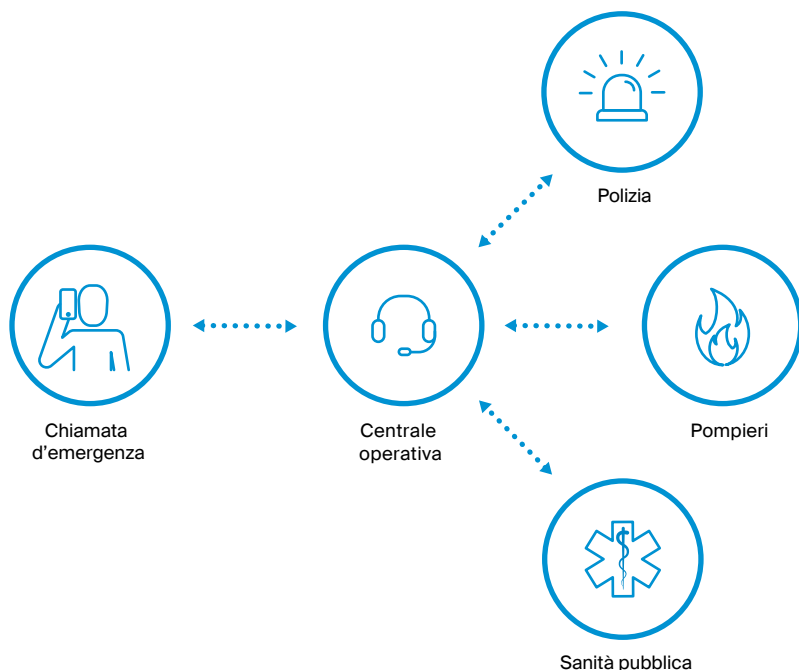 Polizia
Chiamata
d’emergenza
Centrale
operativa
Pompieri
Sanità pubblica